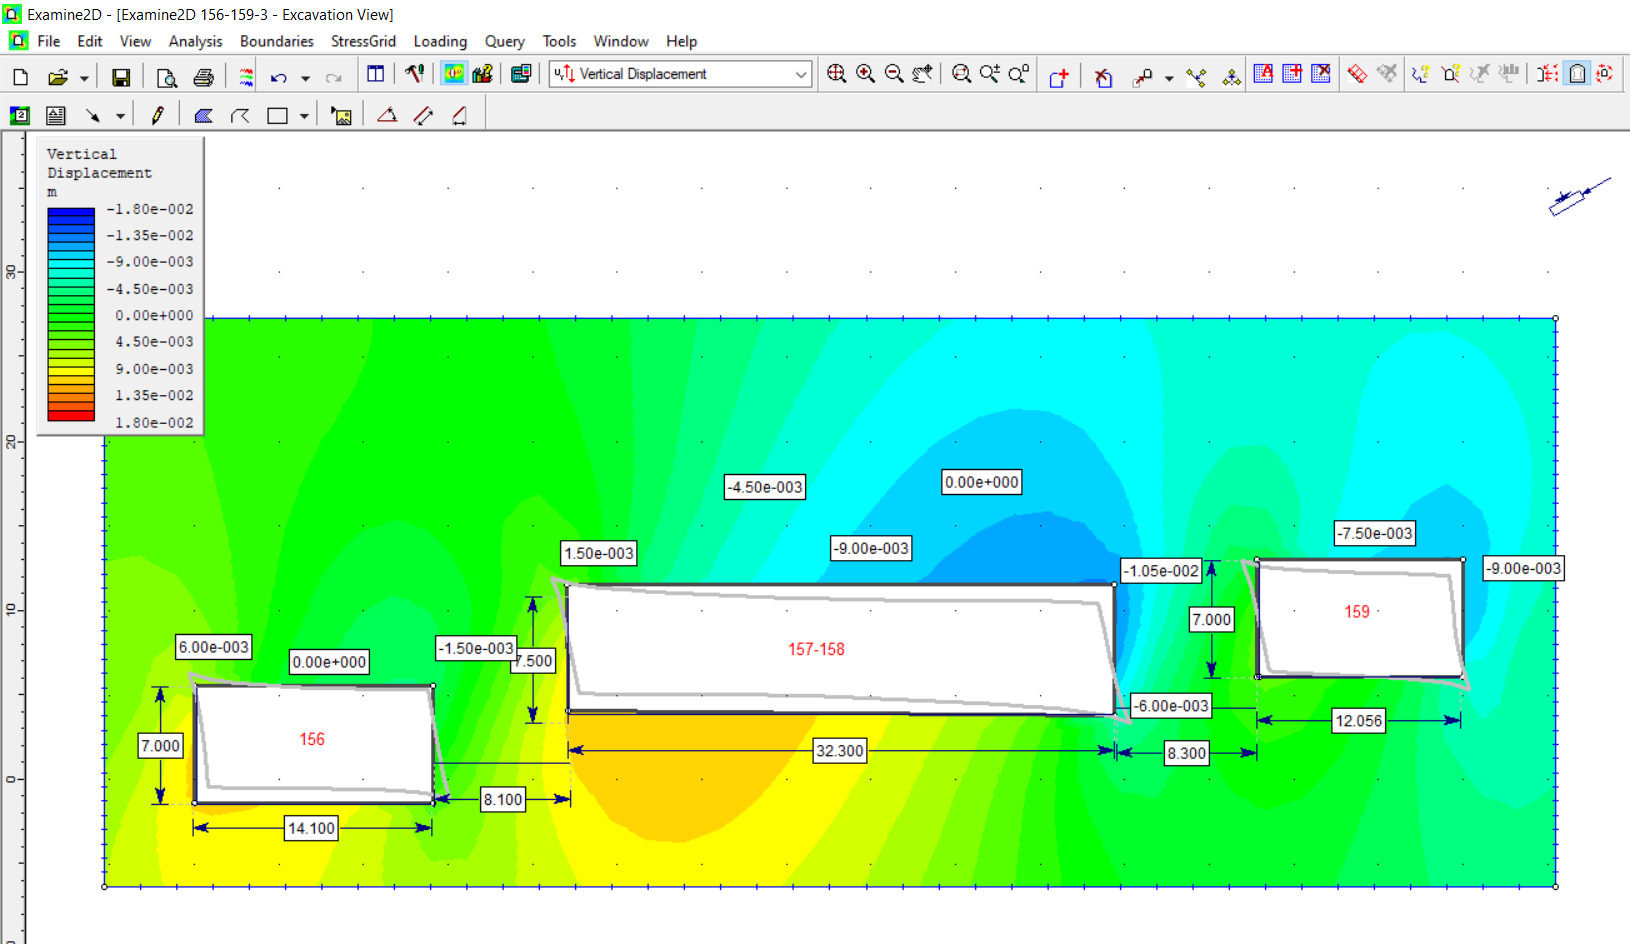 Examine2D - [Examine2D 156-159-3 - Excavation View]
File Edit View Analysis Boundaries StressGrid Loading Query Tools Window Help
Vertical Displacement
Vertical
Displacement
m
-1.80e-002
-1.35e-002
-9.00e-003
-4.50e-003
0.00e+000
4.50e-003
9.00e-003
1.35e-002
1.80e-002
30
20
10
0
-4.50e-003
0.00e+000
1.50e-003
-9.00e-003
-1.05e-002
-7.50e-003
-9.00e-003
6.00e-003
0.00e+000
-1.50e-003
7.500
157-158
7.000
159
156
7.000
-6.00e-003
32.300
8.300
12.056
8.100
14.100